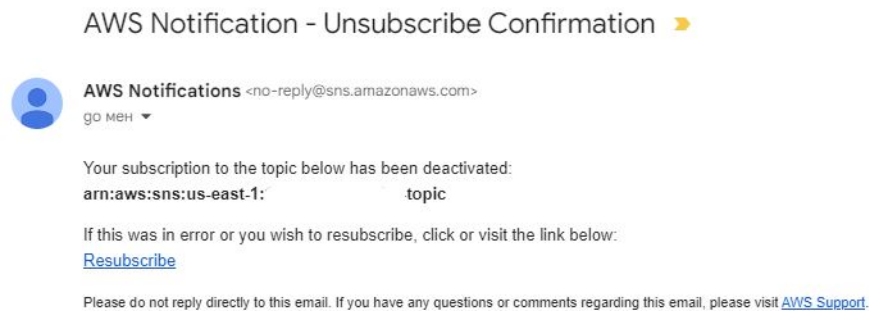 AWS Notification - Unsubscribe Confirmation
AWS Notifications <no-reply@sns.amazonaws.com>
до мен
Your subscription to the topic below has been deactivated:
arn:aws:sns:us-east-1: topic
If this was in error or you wish to resubscribe, click or visit the link below:
Resubscribe
Please do not reply directly to this email. If you have any questions or comments regarding this email, please visit AWS Support.